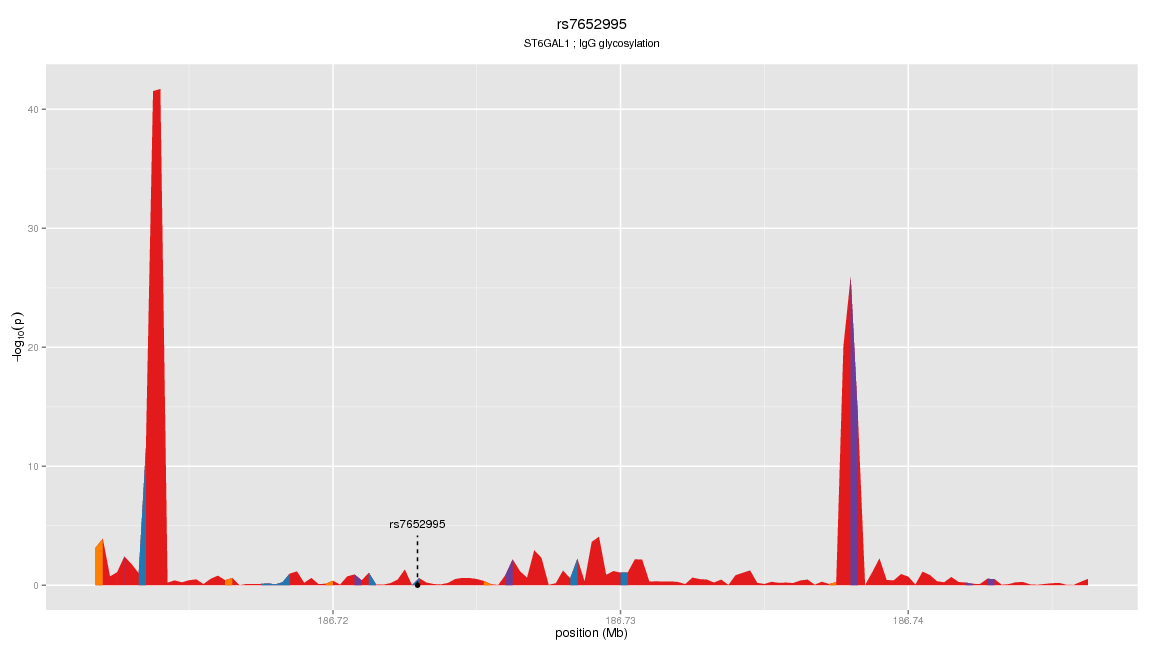 rs7652995
ST6GAL1 ; IgG glycosylation
−log₁₀(p)
40
30
20
10
0
rs7652995
186.72
186.73
186.74
position (Mb)